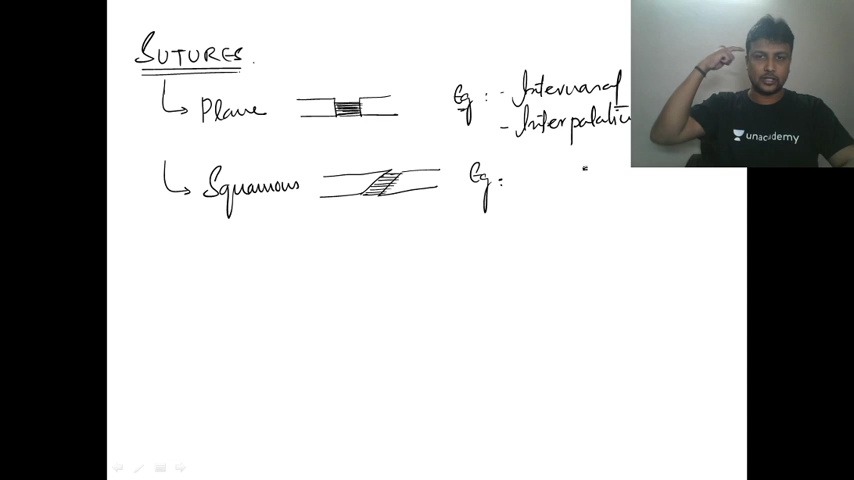 SUTURES.
Plane
Eg : - Internasal
- Interpalatin
Squamous
Eg :
unacademy